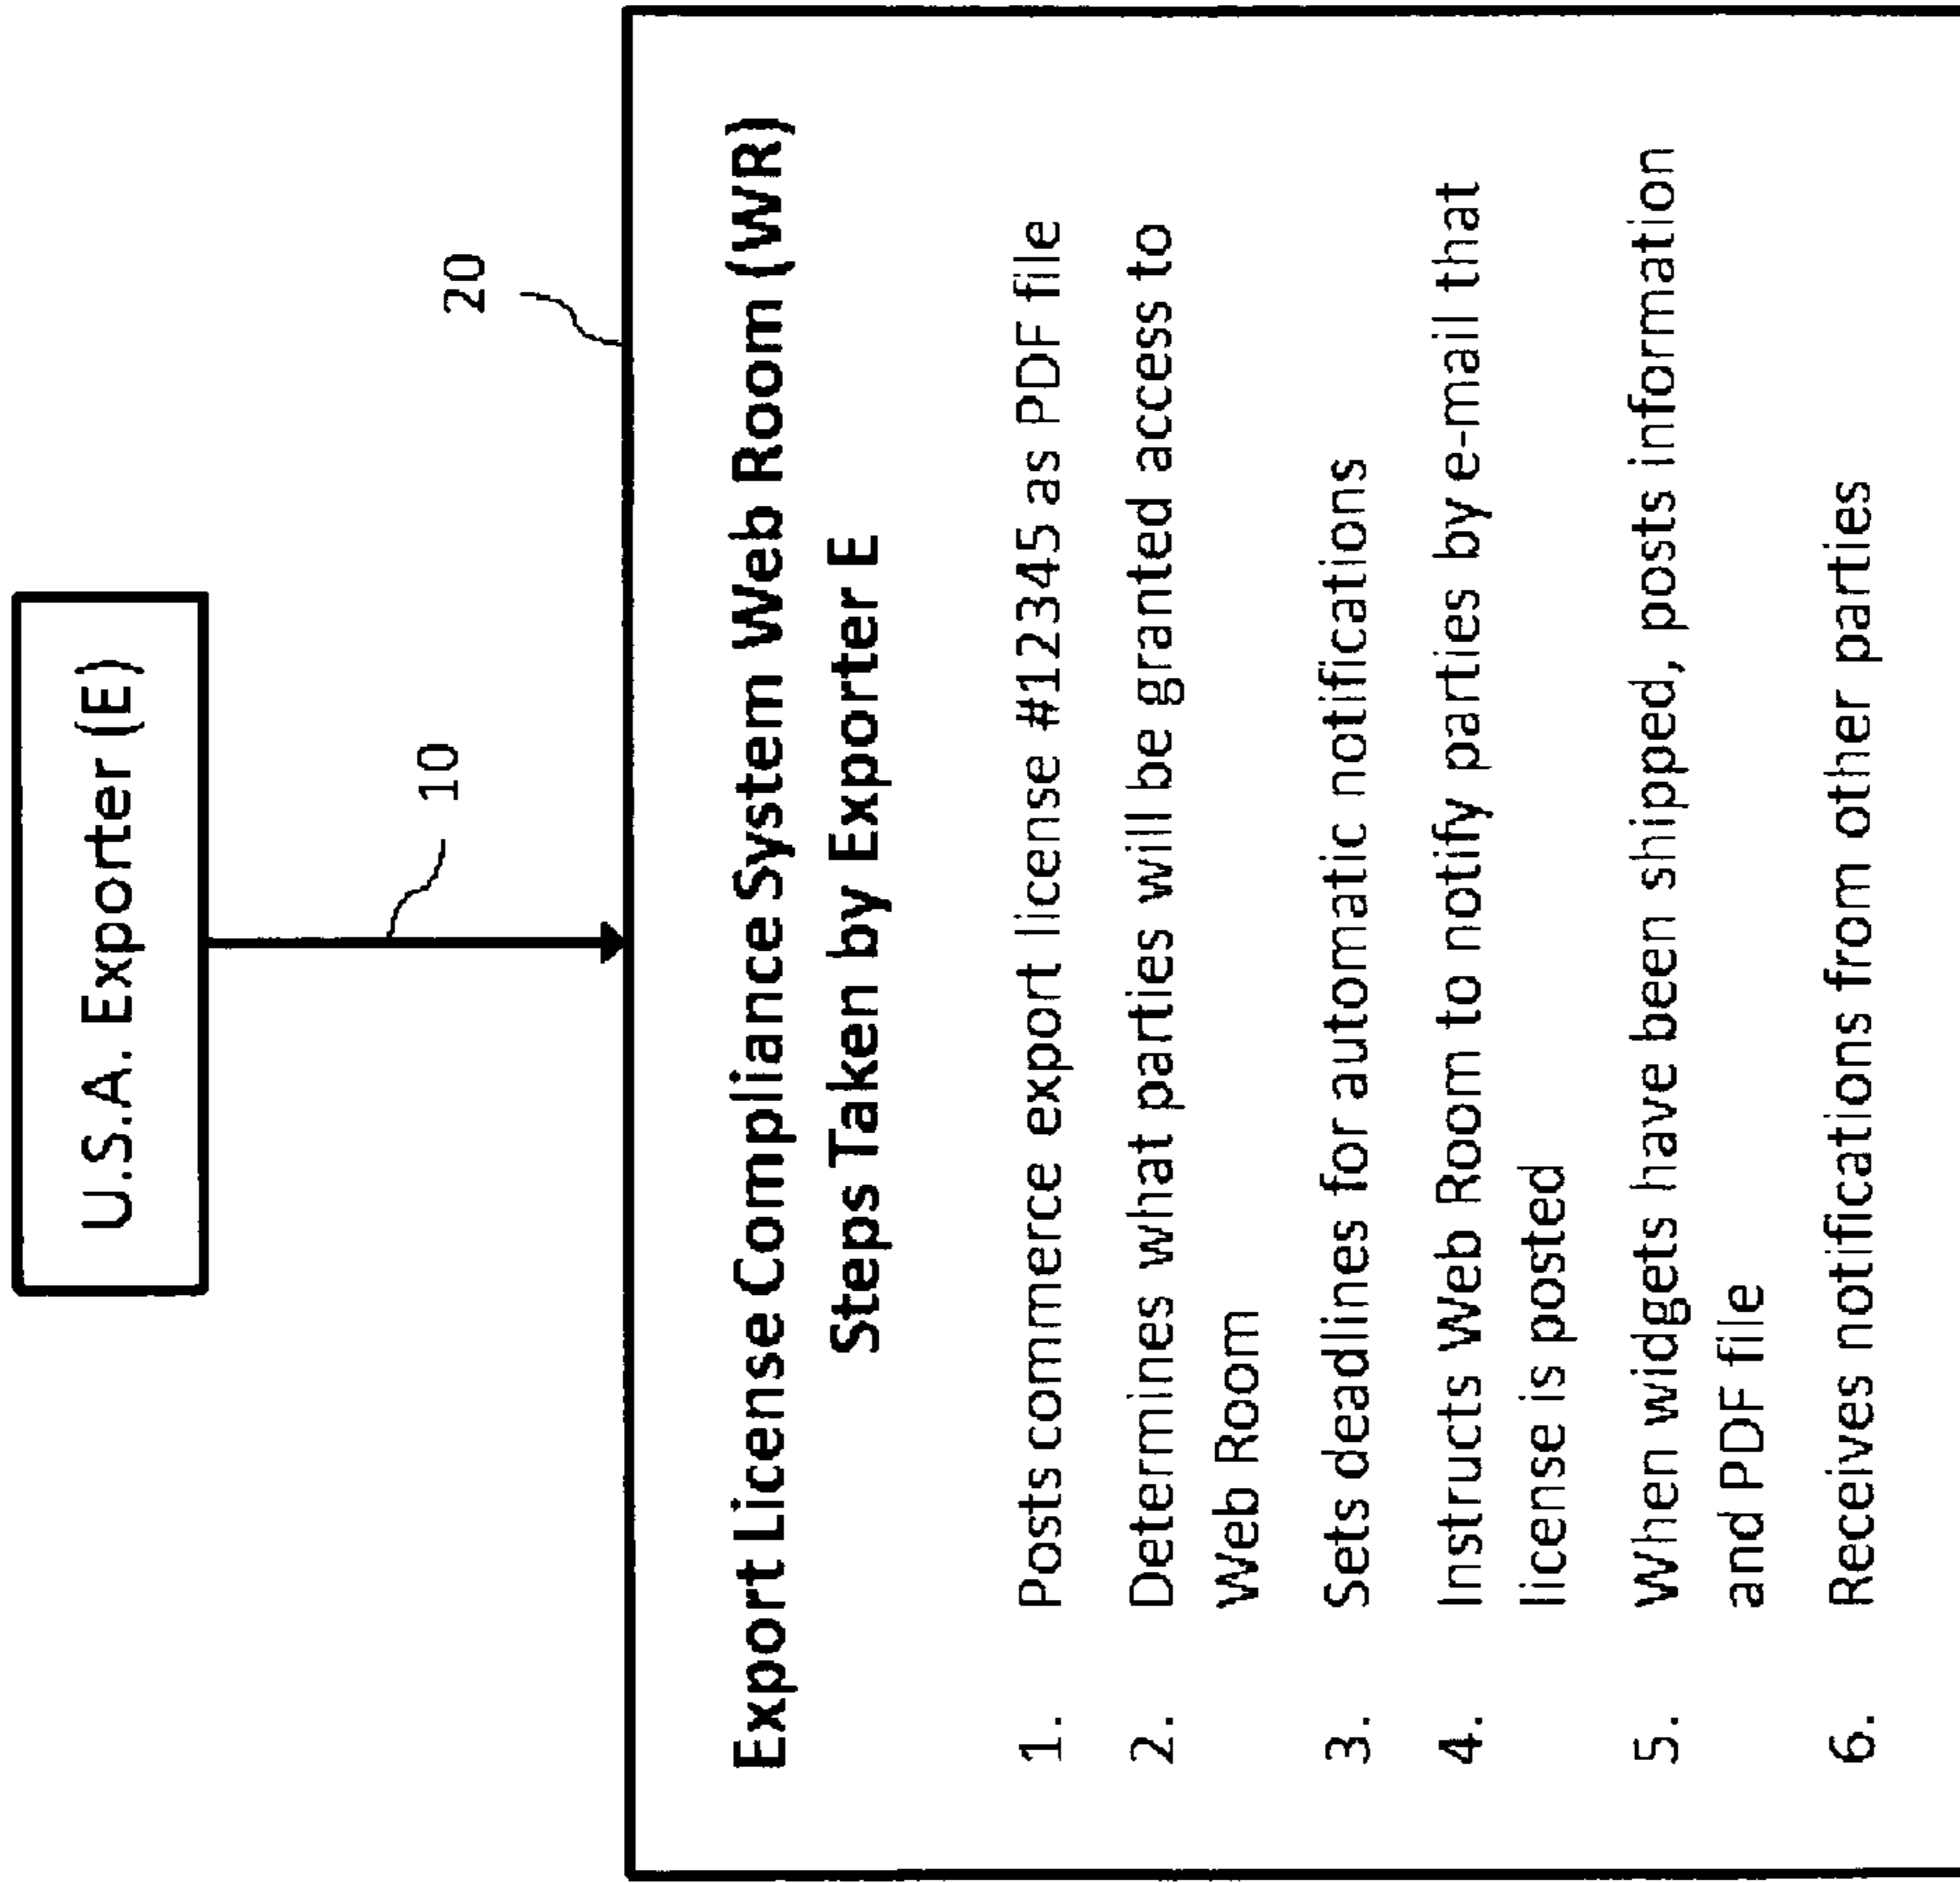 U.S.A. Exporter (E)
10
20
Export License Compliance System Web Room (WR)
Steps Taken by Exporter E
1. Posts commerce export license #12345 as PDF file
2. Determines what parties will be granted access to
Web Room
3. Sets deadlines for automatic notifications
4. Instructs Web Room to notify parties by e-mail that
license is posted
5. When widgets have been shipped, posts information
and PDF file
6. Receives notifications from other parties